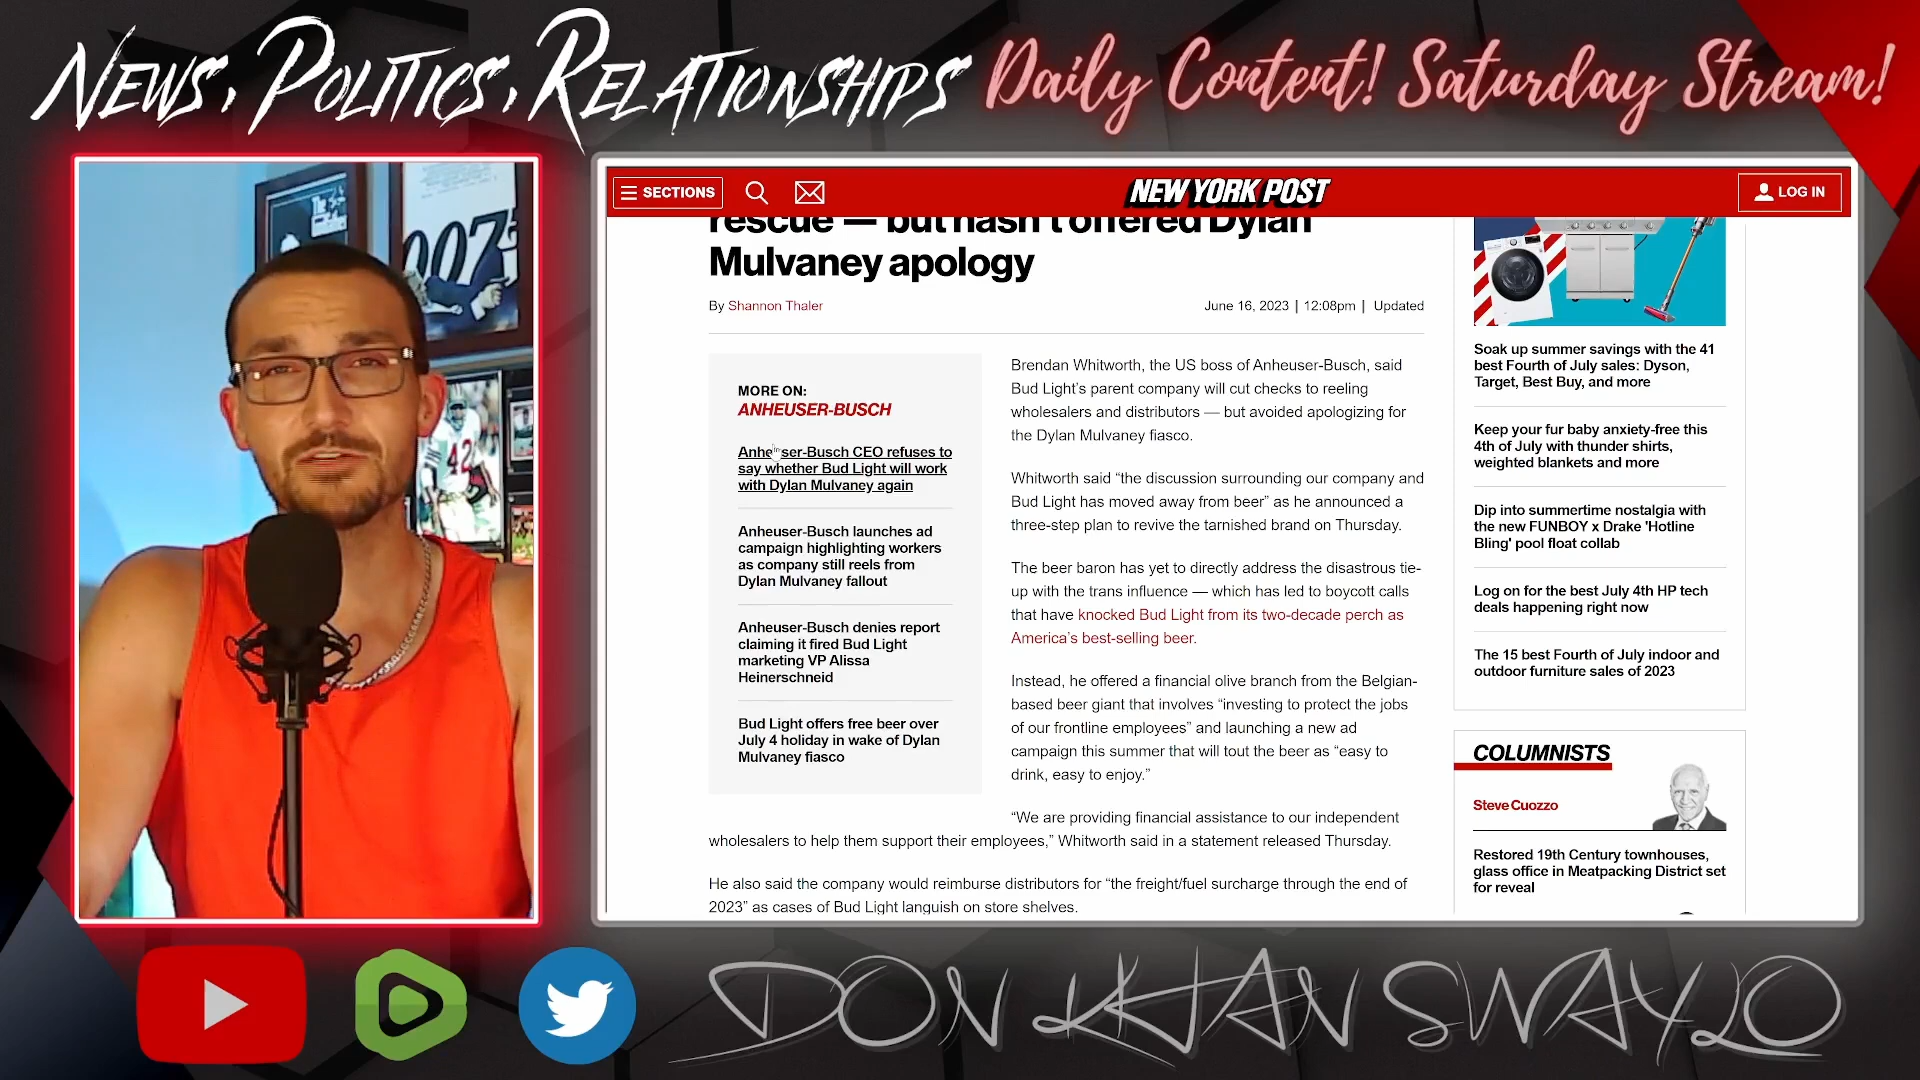 NEWS, POLITICS, RELATIONSHIPS Daily Content! Saturday Stream!
The
007
42
SECTIONS
NEW YORK POST
LOG IN
rescue — but hasn't offered Dylan
Mulvaney apology
By Shannon Thaler
June 16, 2023 | 12:08pm | Updated
MORE ON:
ANHEUSER-BUSCH
Anheuser-Busch CEO refuses to
say whether Bud Light will work
with Dylan Mulvaney again
Anheuser-Busch launches ad
campaign highlighting workers
as company still reels from
Dylan Mulvaney fallout
Anheuser-Busch denies report
claiming it fired Bud Light
marketing VP Alissa
Heinerschneid
Bud Light offers free beer over
July 4 holiday in wake of Dylan
Mulvaney fiasco
Brendan Whitworth, the US boss of Anheuser-Busch, said
Bud Light's parent company will cut checks to reeling
wholesalers and distributors — but avoided apologizing for
the Dylan Mulvaney fiasco.
Whitworth said “the discussion surrounding our company and
Bud Light has moved away from beer” as he announced a
three-step plan to revive the tarnished brand on Thursday.
The beer baron has yet to directly address the disastrous tie-
up with the trans influence — which has led to boycott calls
that have knocked Bud Light from its two-decade perch as
America's best-selling beer.
Instead, he offered a financial olive branch from the Belgian-
based beer giant that involves “investing to protect the jobs
of our frontline employees” and launching a new ad
campaign this summer that will tout the beer as “easy to
drink, easy to enjoy.”
“We are providing financial assistance to our independent
wholesalers to help them support their employees,” Whitworth said in a statement released Thursday.
He also said the company would reimburse distributors for “the freight/fuel surcharge through the end of
2023” as cases of Bud Light languish on store shelves.
Soak up summer savings with the 41
best Fourth of July sales: Dyson,
Target, Best Buy, and more
Keep your fur baby anxiety-free this
4th of July with thunder shirts,
weighted blankets and more
Dip into summertime nostalgia with
the new FUNBOY x Drake 'Hotline
Bling' pool float collab
Log on for the best July 4th HP tech
deals happening right now
The 15 best Fourth of July indoor and
outdoor furniture sales of 2023
COLUMNISTS
Steve Cuozzo
Restored 19th Century townhouses,
glass office in Meatpacking District set
for reveal
DON KHAN SWAYLO